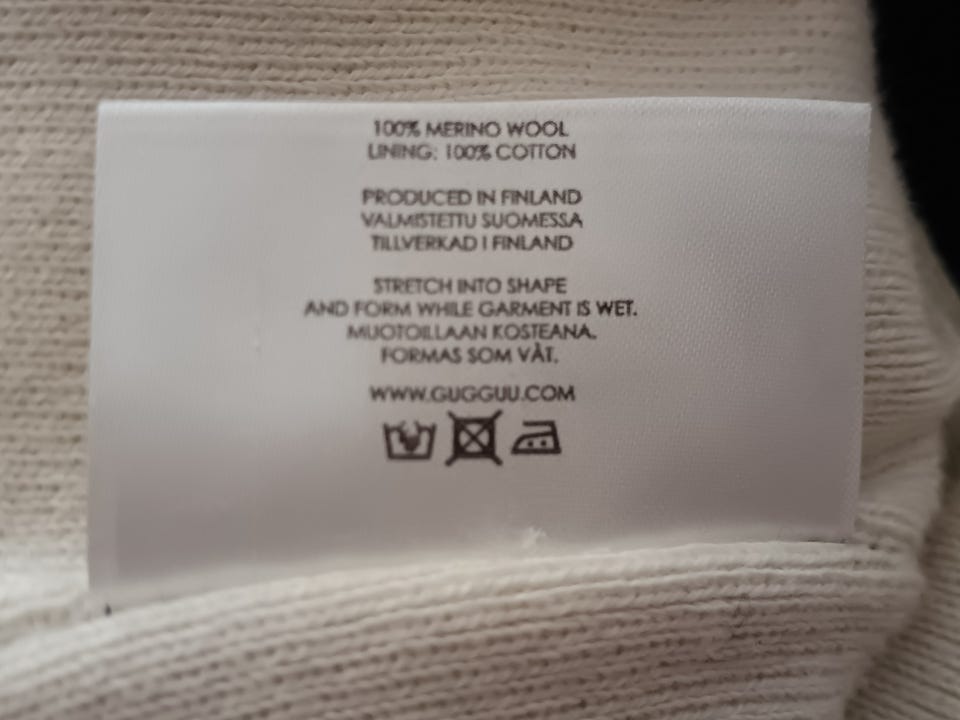 100% MERINO WOOL
LINING: 100% COTTON
PRODUCED IN FINLAND
VALMISTETTU SUOMESSA
TILLVERKAD I FINLAND
STRETCH INTO SHAPE
AND FORM WHILE GARMENT IS WET.
MUOTOILLAAN KOSTEANA.
FORMAS SOM VÅT.
WWW.GUGGUU.COM